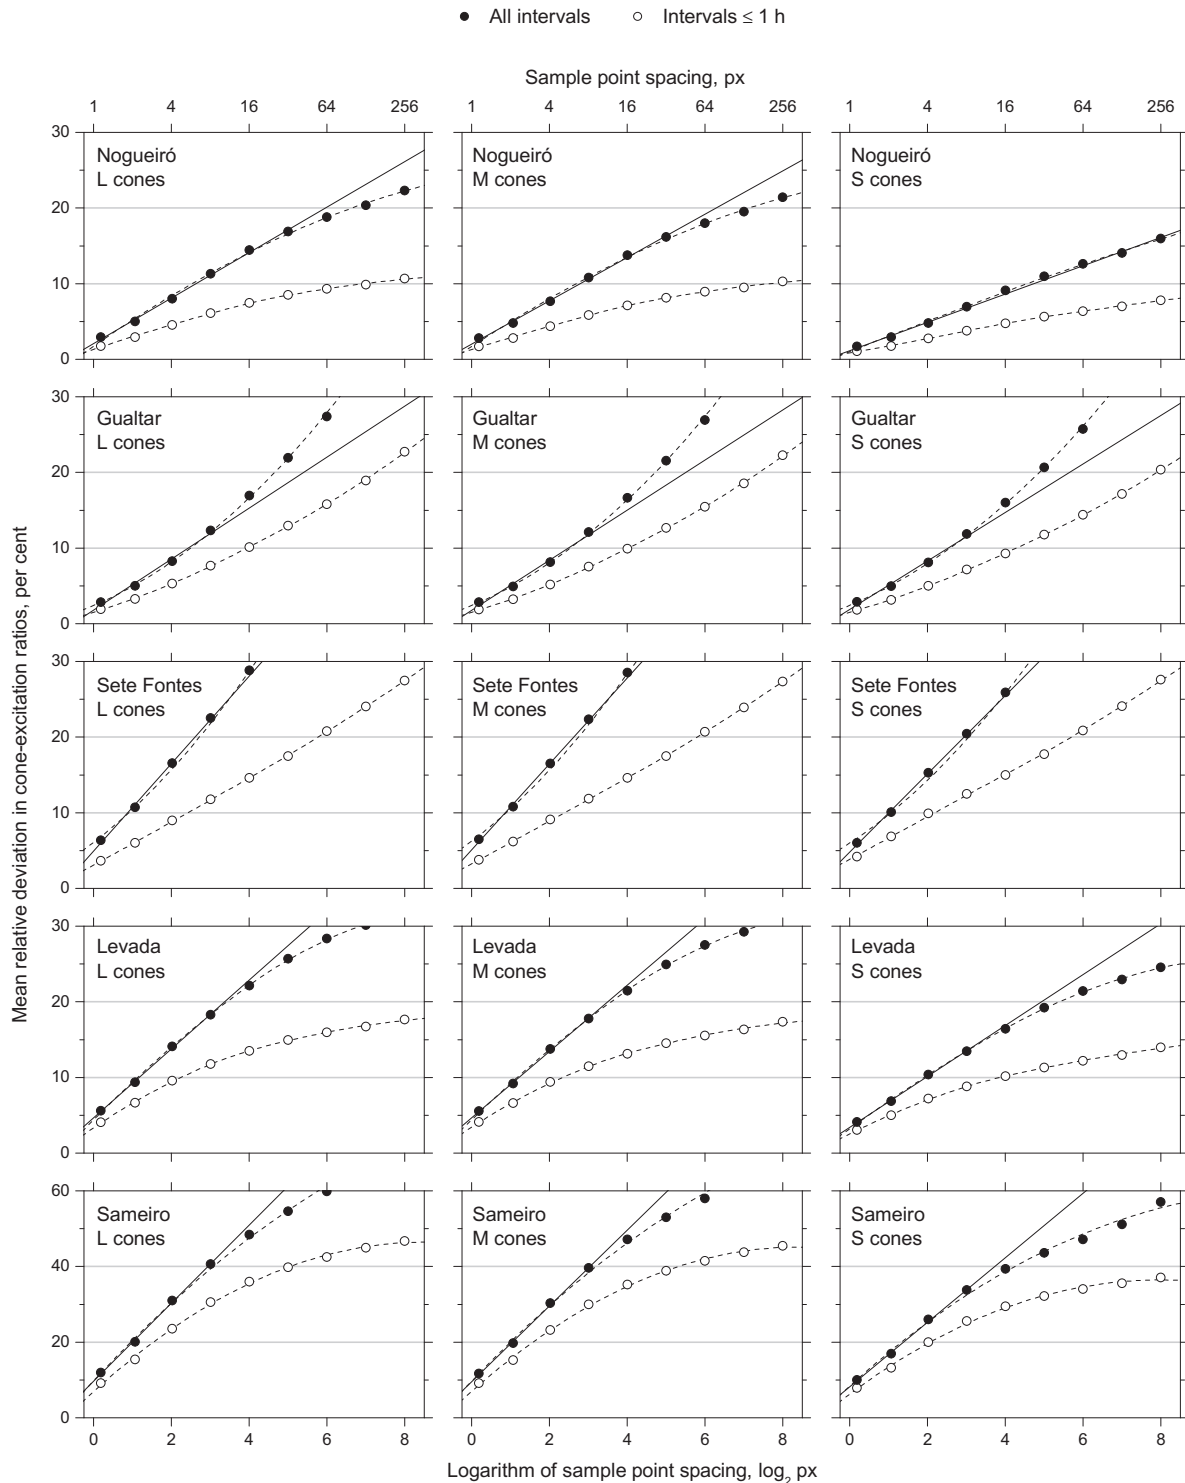 All intervals Intervals ≤ 1 h
Sample point spacing, px
1 4 16 64 256 1 4 16 64 256 1 4 16 64 256
30
Nogueiró Nogueiró Nogueiró
L cones M cones S cones
20
10
0
30
Gualtar Gualtar Gualtar
L cones M cones S cones
20
10
0
Mean relative deviation in cone-excitation ratios, per cent
30
Sete Fontes Sete Fontes Sete Fontes
L cones M cones S cones
20
10
0
30
Levada Levada Levada
L cones M cones S cones
20
10
0
60
Sameiro Sameiro Sameiro
L cones M cones S cones
40
20
0
0 2 4 6 8 0 2 4 6 8 0 2 4 6 8
Logarithm of sample point spacing, log₂ px